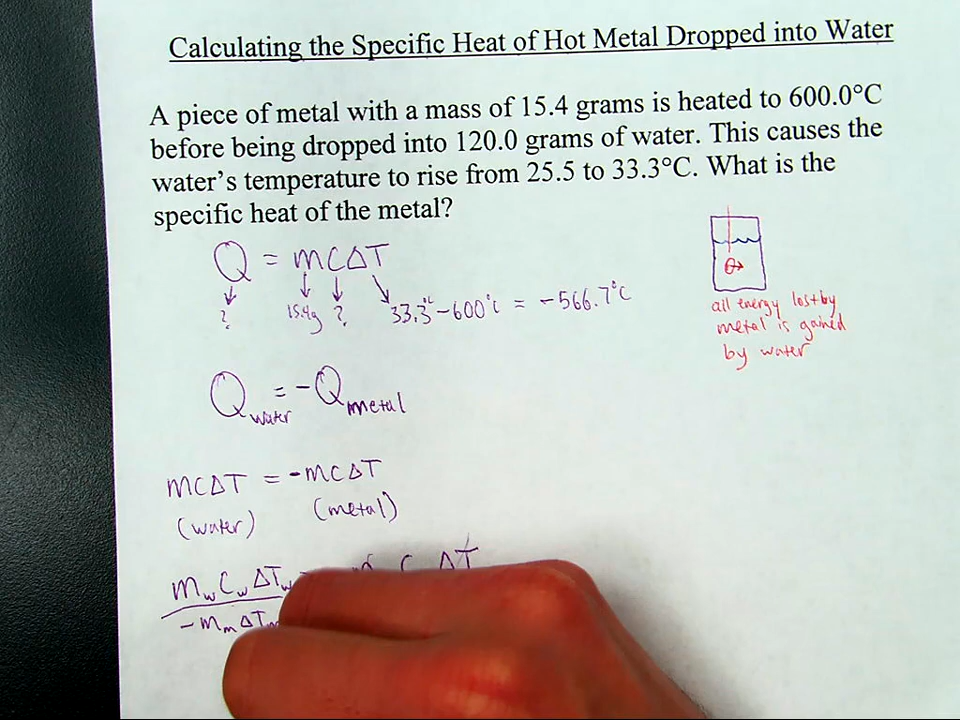 Calculating the Specific Heat of Hot Metal Dropped into Water
A piece of metal with a mass of 15.4 grams is heated to 600.0°C
before being dropped into 120.0 grams of water. This causes the
water's temperature to rise from 25.5 to 33.3°C. What is the
specific heat of the metal?
Q = mCΔT
? 15.4g ? 33.3°C - 600°C = -566.7°C
all energy lost by
metal is gained
by water
Q water = -Q metal
mCΔT = -mCΔT
(water) (metal)
m w C w ΔT w C ΔT
-m m ΔT